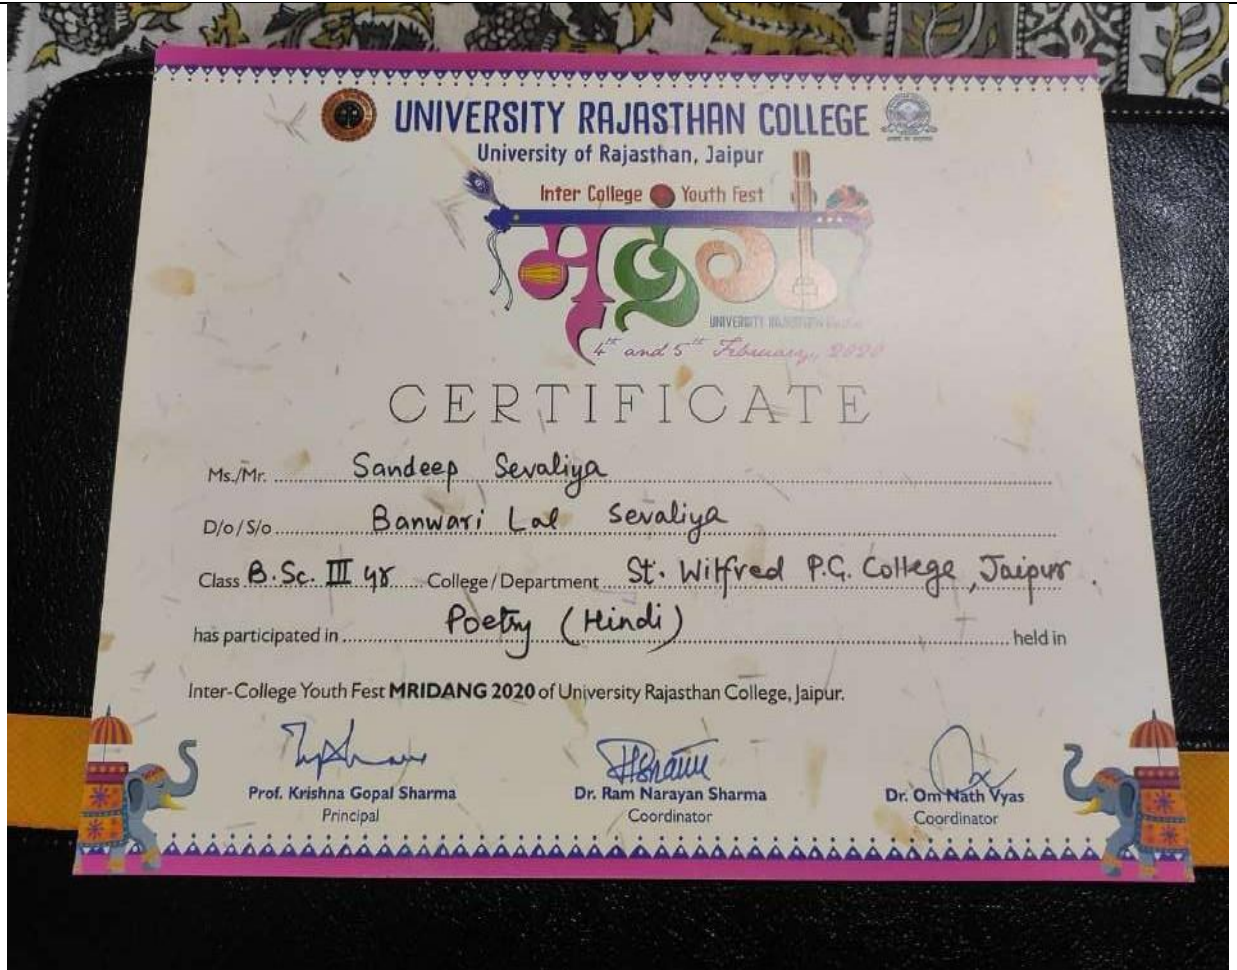 UNIVERSITY RAJASTHAN COLLEGE
University of Rajasthan, Jaipur
Inter College Youth Fest
मृदंग
UNIVERSITY RAJASTHAN
4th and 5th February, 2020
CERTIFICATE
Ms./Mr. Sandeep Sevaliya
D/o/S/o Banwari Lal Sevaliya
Class B.Sc. III yr College/Department St. Wilfred P.G. College, Jaipur.
has participated in Poetry (Hindi) held in
Inter-College Youth Fest MRIDANG 2020 of University Rajasthan College, Jaipur.
Prof. Krishna Gopal Sharma Dr. Ram Narayan Sharma Dr. Om Nath Vyas
Principal Coordinator Coordinator